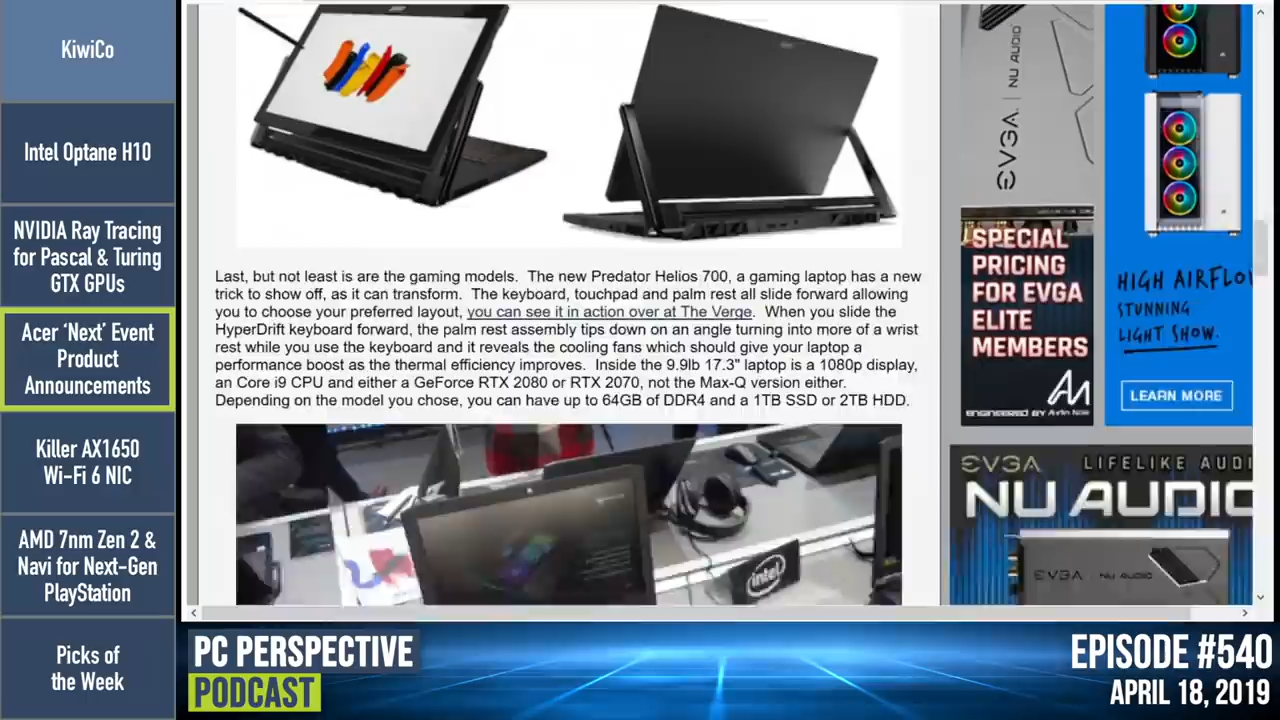 KiwiCo
Intel Optane H10
NVIDIA Ray Tracing
for Pascal & Turing
GTX GPUs
Acer ‘Next’ Event
Product
Announcements
Killer AX1650
Wi-Fi 6 NIC
AMD 7nm Zen 2 &
Navi for Next-Gen
PlayStation
Picks of
the Week
Last, but not least is are the gaming models. The new Predator Helios 700, a gaming laptop has a new
trick to show off, as it can transform. The keyboard, touchpad and palm rest all slide forward allowing
you to choose your preferred layout, you can see it in action over at The Verge. When you slide the
HyperDrift keyboard forward, the palm rest assembly tips down on an angle turning into more of a wrist
rest while you use the keyboard and it reveals the cooling fans which should give your laptop a
performance boost as the thermal efficiency improves. Inside the 9.9lb 17.3" laptop is a 1080p display,
an Core i9 CPU and either a GeForce RTX 2080 or RTX 2070, not the Max-Q version either.
Depending on the model you chose, you can have up to 64GB of DDR4 and a 1TB SSD or 2TB HDD.
intel
EVGA | NU AUDIO
SPECIAL
PRICING
FOR EVGA
ELITE
MEMBERS
ENGINEERED BY Audio Note
HIGH AIRFLO
STUNNING
LIGHT SHOW.
LEARN MORE
EVGA LIFELIKE AUDI
NU AUDIO
EVGA | NU AUDIO
PC PERSPECTIVE
PODCAST
EPISODE #540
APRIL 18, 2019